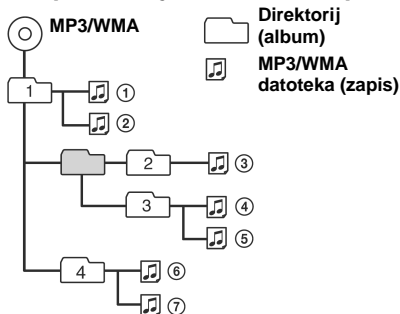 MP3/WMA
Direktorij
(album)
MP3/WMA
datoteka (zapis)
1
①
②
2
③
3
④
⑤
4
⑥
⑦